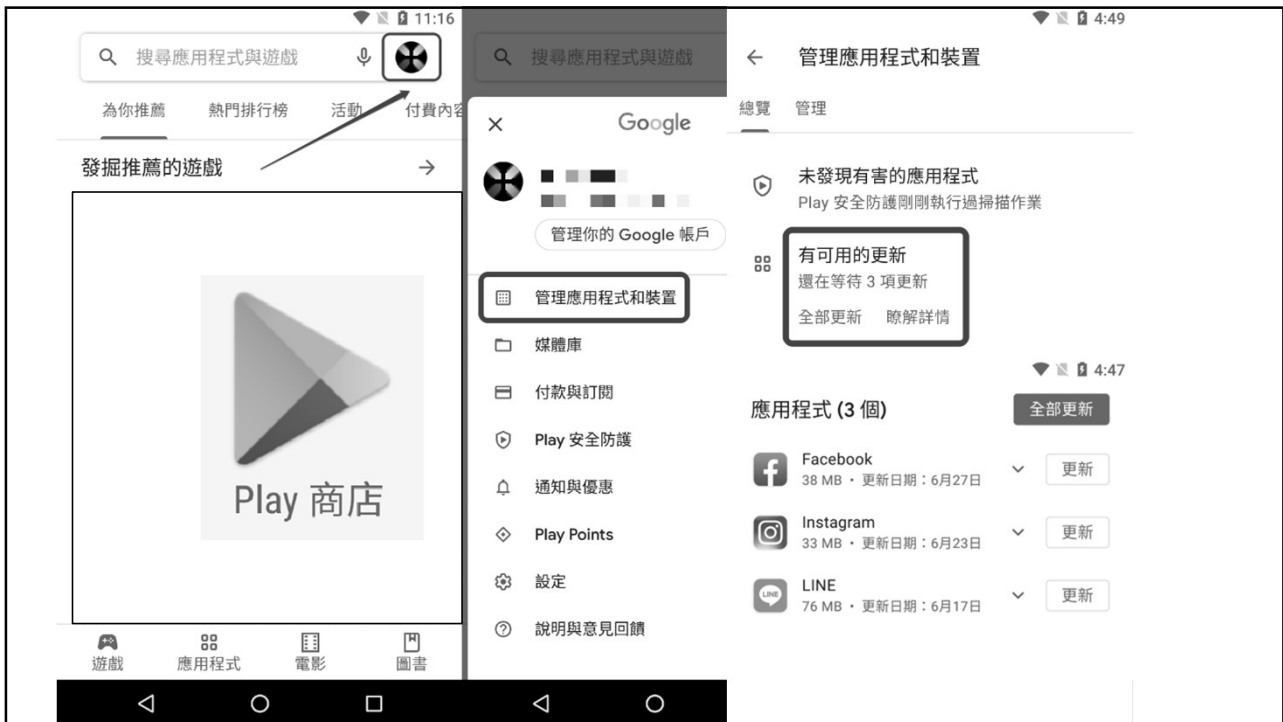 11:16
搜尋應用程式與遊戲
為你推薦 熱門排行榜 活動 付費內容
發掘推薦的遊戲
Play 商店
遊戲 應用程式 電影 圖書
搜尋應用程式與遊戲
Google
管理你的 Google 帳戶
管理應用程式和裝置
媒體庫
付款與訂閱
Play 安全防護
通知與優惠
Play Points
設定
說明與意見回饋
4:49
管理應用程式和裝置
總覽 管理
未發現有害的應用程式
Play 安全防護剛剛執行過掃描作業
有可用的更新
還在等待 3 項更新
全部更新 瞭解詳情
4:47
應用程式 (3 個) 全部更新
Facebook
38 MB • 更新日期：6月27日 更新
Instagram
33 MB • 更新日期：6月23日 更新
LINE
LINE
76 MB • 更新日期：6月17日 更新